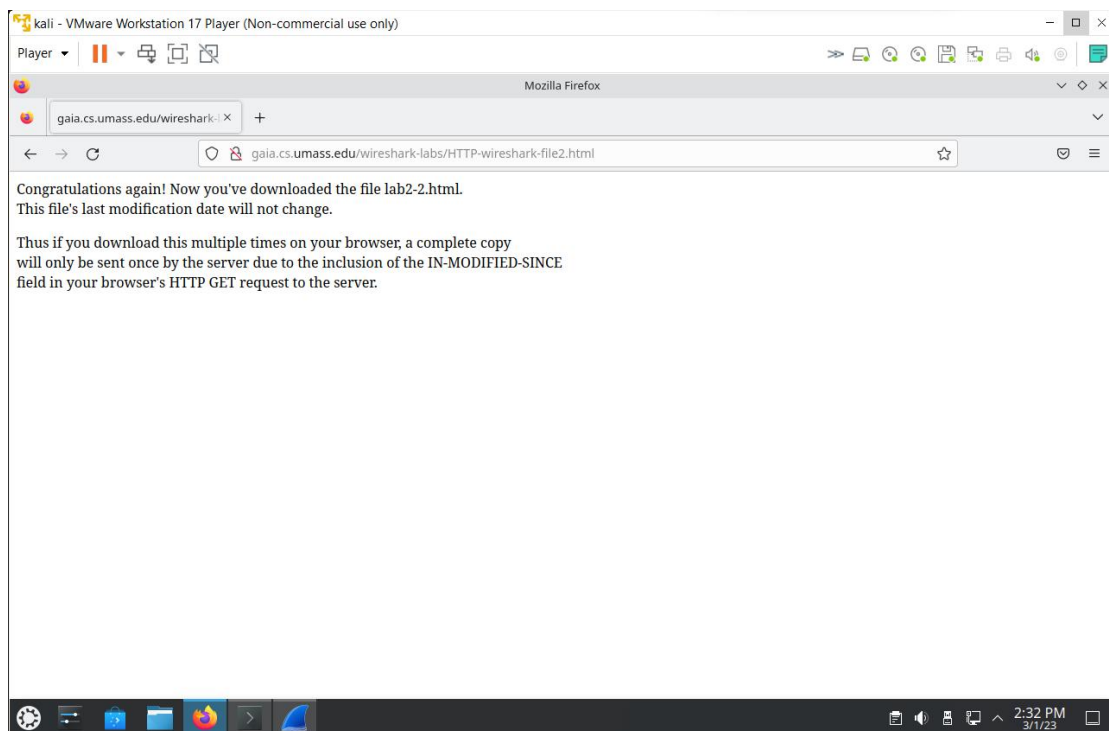 kali - VMware Workstation 17 Player (Non-commercial use only)
Player
Mozilla Firefox
gaia.cs.umass.edu/wireshark-l
gaia.cs.umass.edu/wireshark-labs/HTTP-wireshark-file2.html
Congratulations again! Now you've downloaded the file lab2-2.html.
This file's last modification date will not change.
Thus if you download this multiple times on your browser, a complete copy
will only be sent once by the server due to the inclusion of the IN-MODIFIED-SINCE
field in your browser's HTTP GET request to the server.
2:32 PM
3/1/23